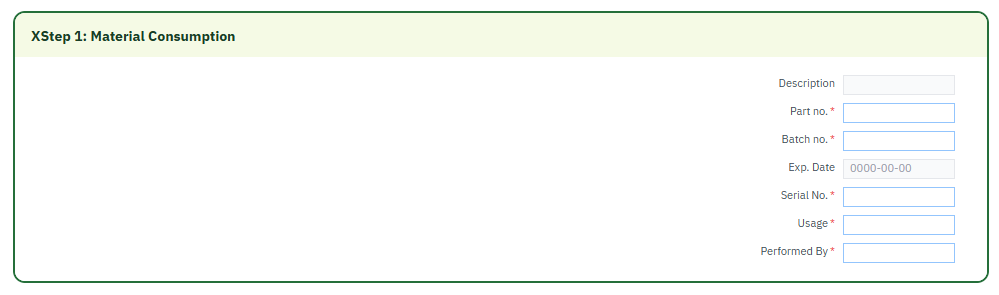 XStep 1: Material Consumption
Description
Part no. *
Batch no. *
Exp. Date 0000-00-00
Serial No. *
Usage *
Performed By *